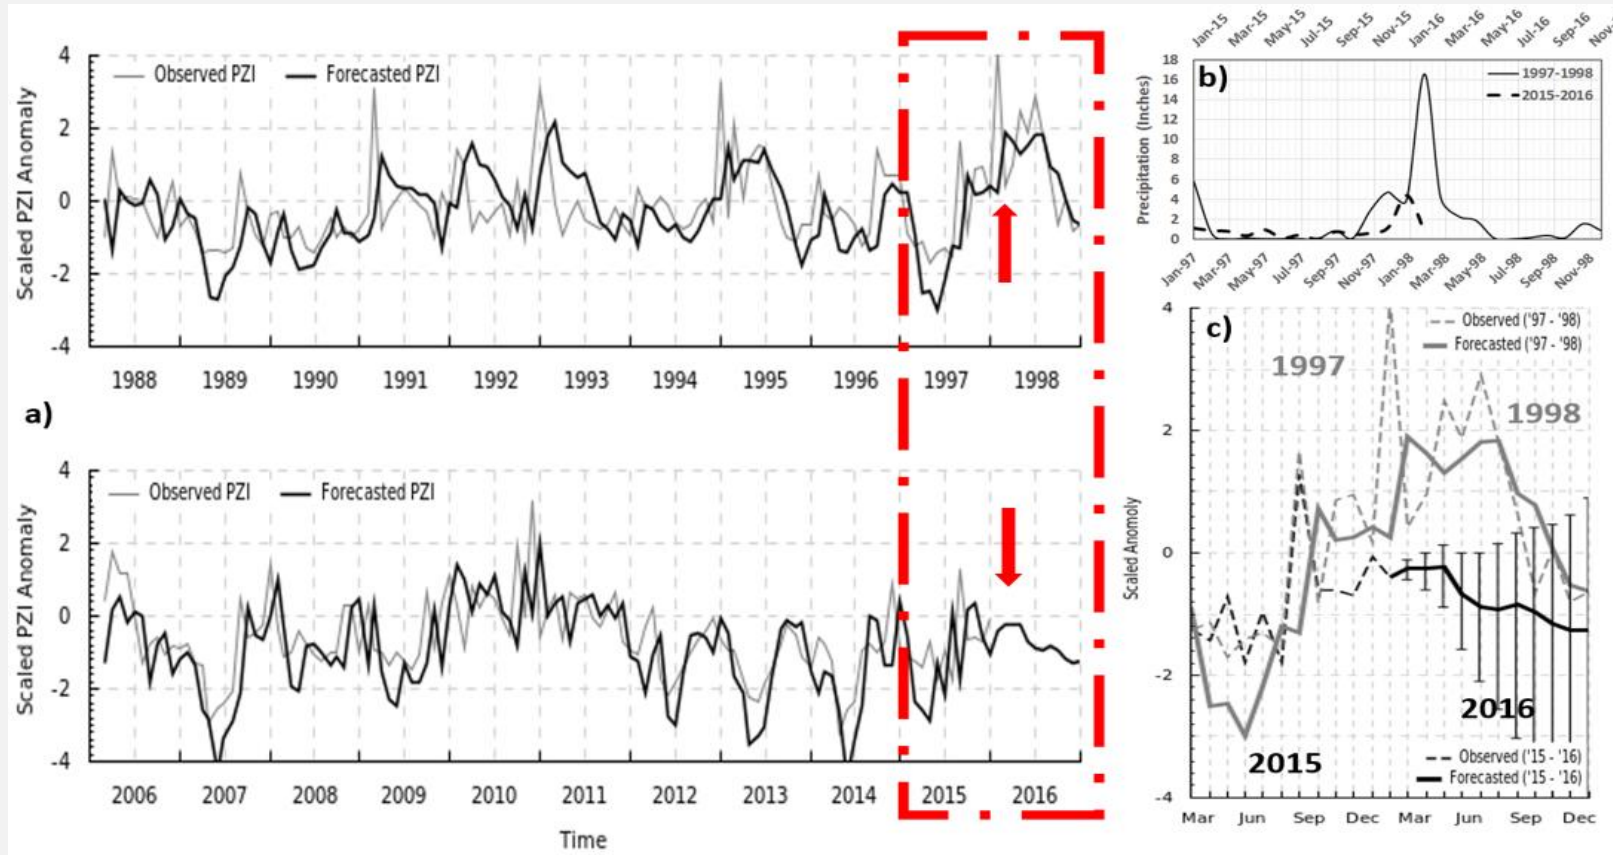 a)
Scaled PZI Anomaly
4
2
0
-2
-4
Observed PZI
Forecasted PZI
1988 1989 1990 1991 1992 1993 1994 1995 1996 1997 1998
Scaled PZI Anomaly
4
2
0
-2
-4
Observed PZI
Forecasted PZI
2006 2007 2008 2009 2010 2011 2012 2013 2014 2015 2016
Time
Jan-15 Mar-15 May-15 Jul-15 Sep-15 Nov-15 Jan-16 Mar-16 May-16 Jul-16 Sep-16 Nov-
b)
Precipitation (Inches)
18
16
14
12
10
8
6
4
2
0
1997-1998
2015-2016
Jan-97 Mar-97 May-97 Jul-97 Sep-97 Nov-97 Jan-98 Mar-98 May-98 Jul-98 Sep-98 Nov-98
c)
Scaled Anomoly
4
2
0
-2
-4
Observed ('97 - '98)
Forecasted ('97 - '98)
1997
1998
2016
2015
Observed ('15 - '16)
Forecasted ('15 - '16)
Mar Jun Sep Dec Mar Jun Sep Dec